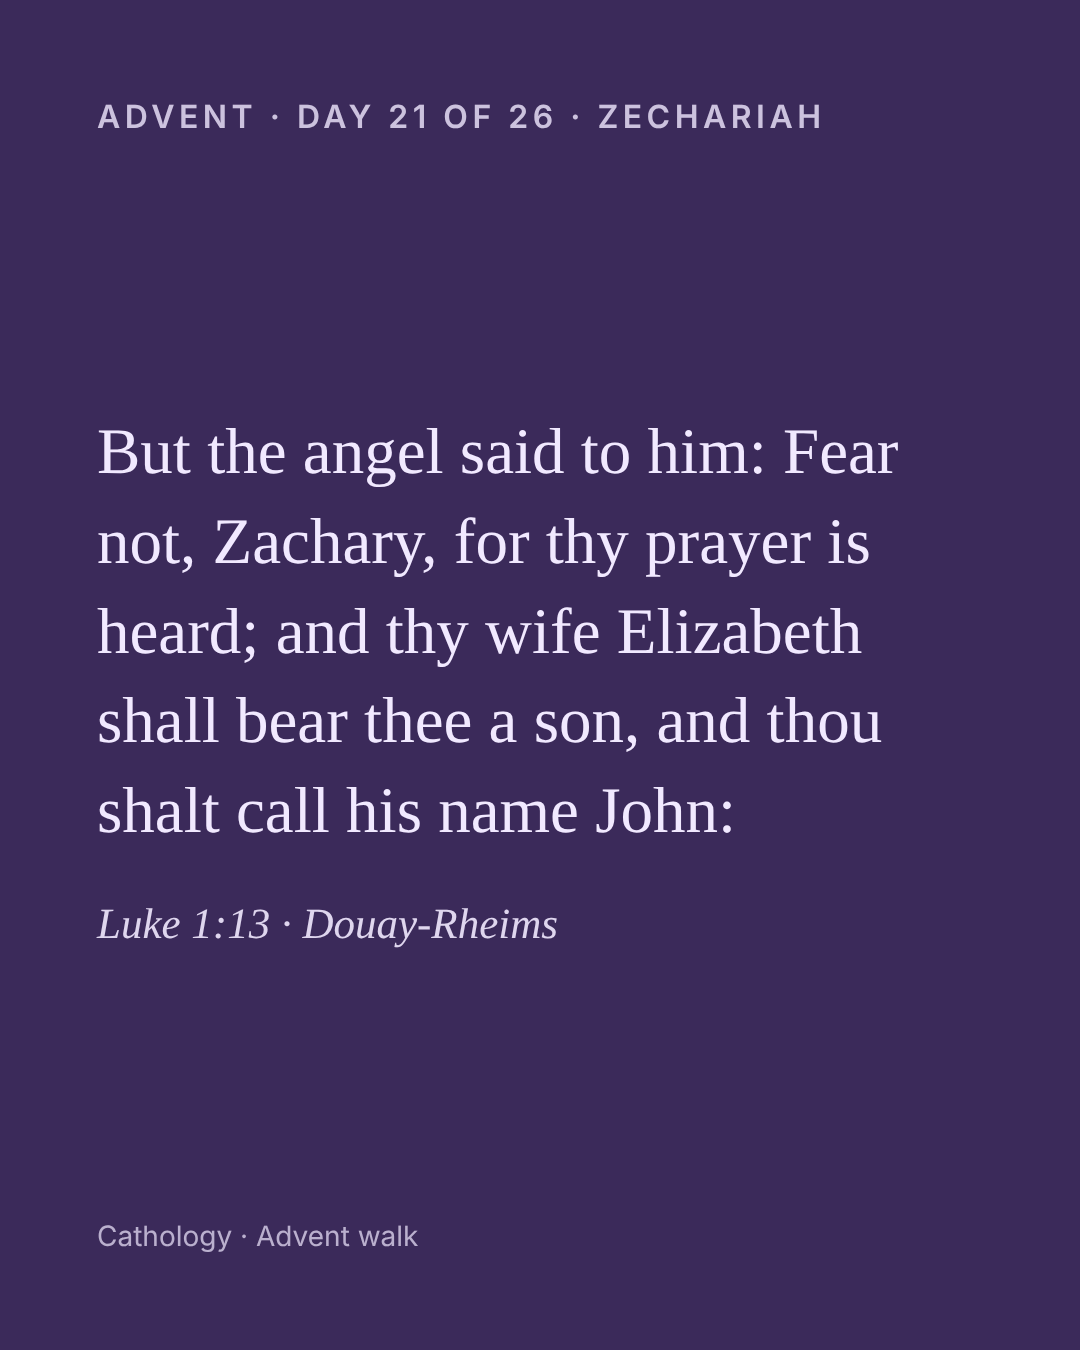 ADVENT · DAY 21 OF 26 · ZECHARIAH
But the angel said to him: Fear
not, Zachary, for thy prayer is
heard; and thy wife Elizabeth
shall bear thee a son, and thou
shalt call his name John:
Luke 1:13 · Douay-Rheims
Cathology · Advent walk